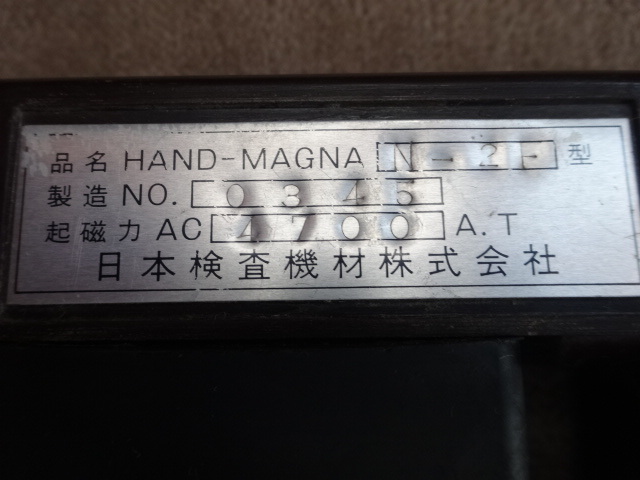 品名 HAND-MAGNA N-2-型
製造 NO. 0345
起磁力 AC 4700 A.T
日本検査機材株式会社